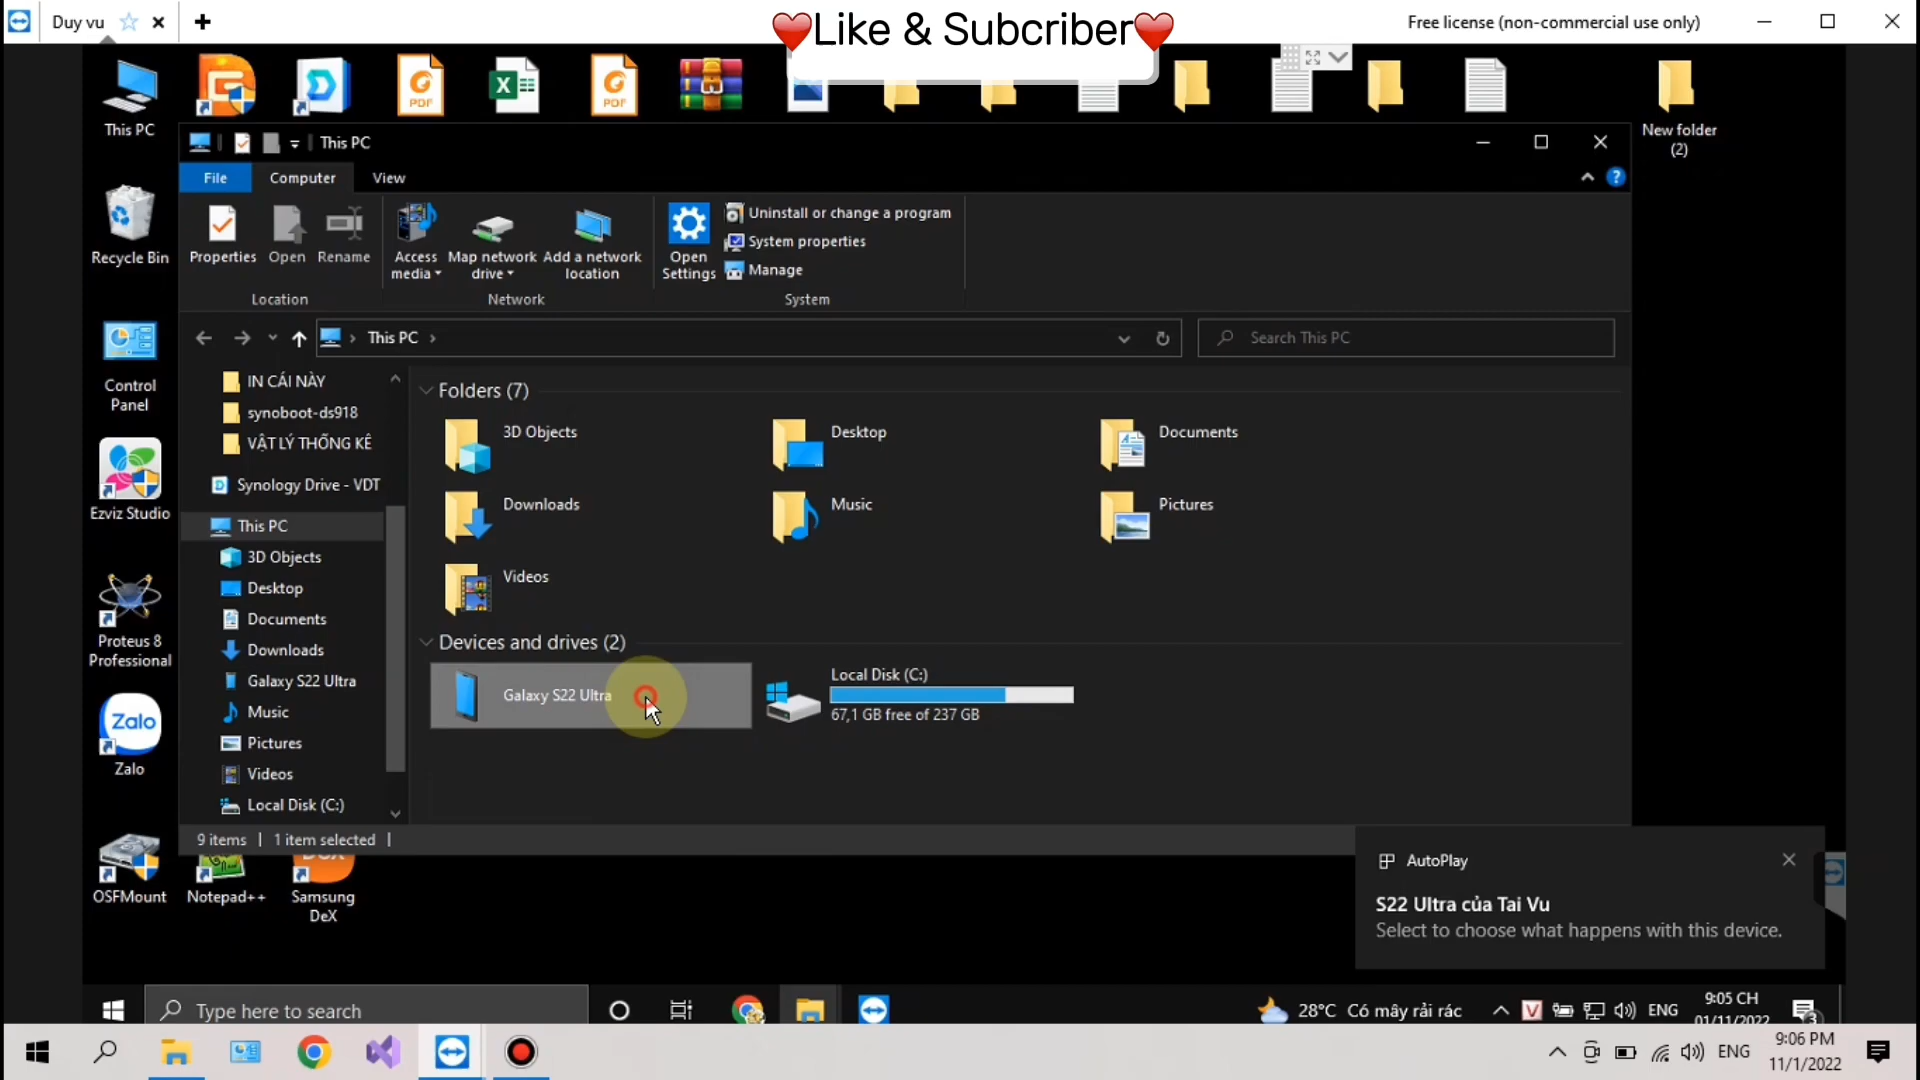 Duy vu
❤Like & Subcriber❤
Free license (non-commercial use only)
This PC
PDF
PDF
New folder
(2)
This PC
File
Computer
View
Uninstall or change a program
System properties
Manage
Properties
Open
Rename
Access
media
Map network
drive
Add a network
location
Open
Settings
Location
Network
System
Recycle Bin
This PC
Search This PC
Control
Panel
IN CÁI NÀY
synoboot-ds918
VẬT LÝ THỐNG KÊ
Synology Drive - VDT
This PC
3D Objects
Desktop
Documents
Downloads
Galaxy S22 Ultra
Music
Pictures
Videos
Local Disk (C:)
Folders (7)
3D Objects
Desktop
Documents
Downloads
Music
Pictures
Videos
Devices and drives (2)
Galaxy S22 Ultra
Local Disk (C:)
67,1 GB free of 237 GB
Ezviz Studio
Proteus 8
Professional
Zalo
Zalo
9 items
1 item selected
OSFMount
Notepad++
Samsung
DeX
AutoPlay
S22 Ultra của Tai Vu
Select to choose what happens with this device.
Type here to search
28°C Có mây rải rác
V
ENG
9:05 CH
01/11/2022
3
ENG
9:06 PM
11/1/2022